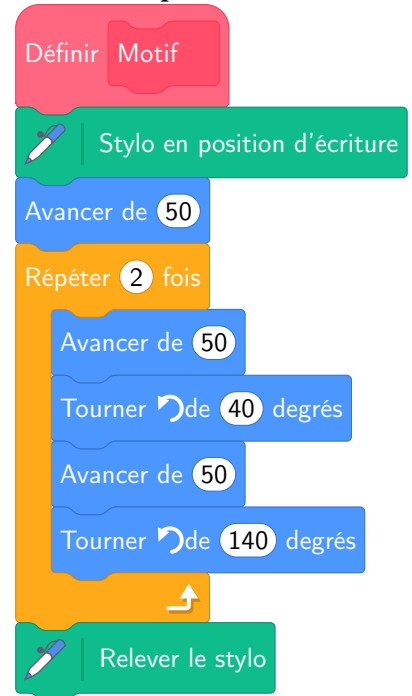 Définir Motif
Stylo en position d'écriture
Avancer de 50
Répéter 2 fois
Avancer de 50
Tourner de 40 degrés
Avancer de 50
Tourner de 140 degrés
Relever le stylo